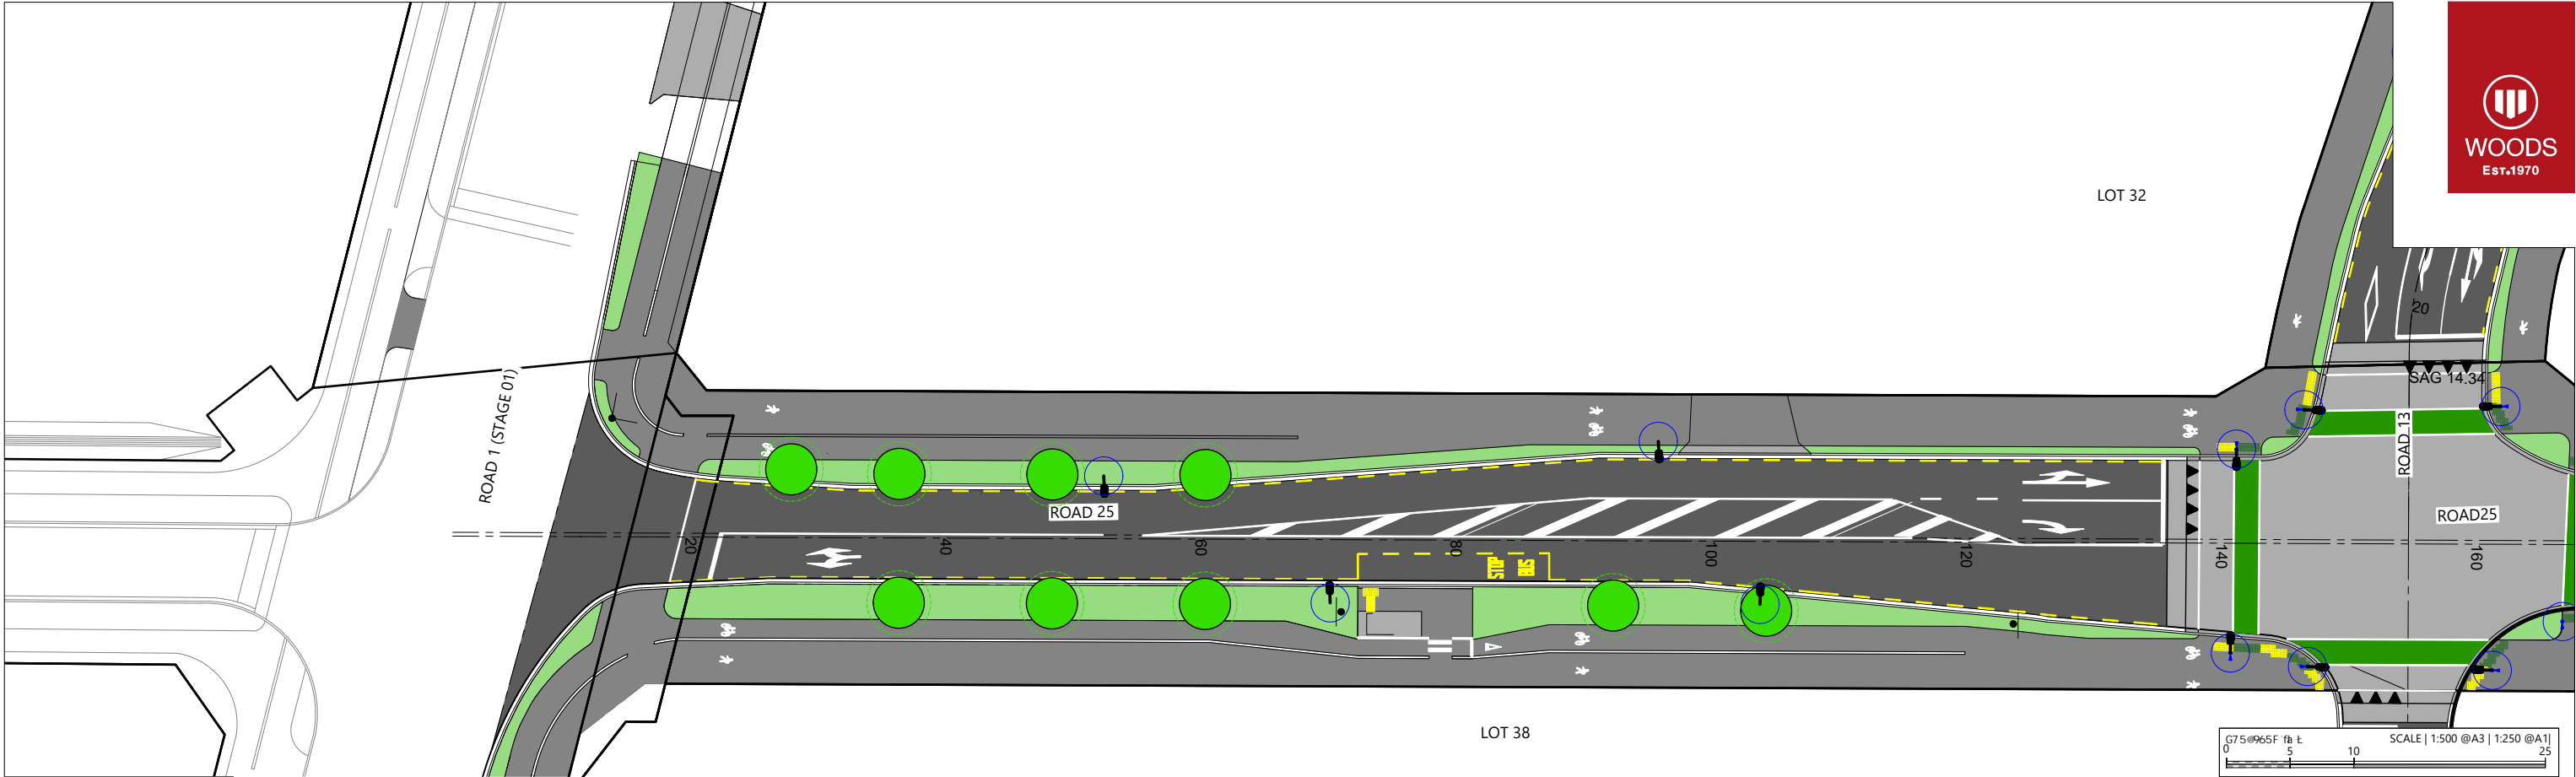 WOODS
EST.1970
LOT 32
20
SAG 14.34
ROAD 1 (STAGE 01)
ROAD 13
ROAD 25
ROAD25
20
40
60
80
100
120
140
160
STOP
BUS
LOT 38
SCALE | 1:500 @A3 | 1:250 @A1|
0 5 10 25